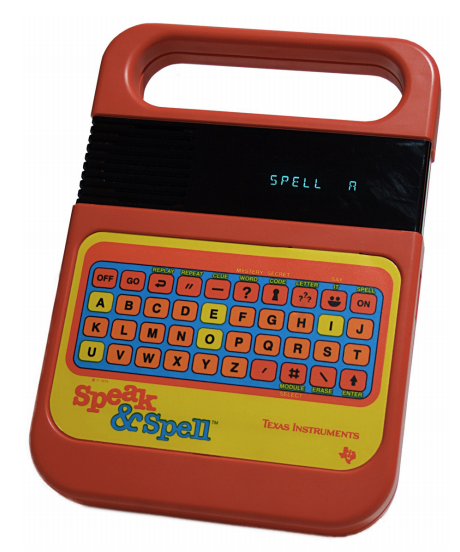 SPELL A
REPLAY REPEAT CLUE MYSTERY WORD SECRET CODE LETTER SAY IT SPELL
OFF GO – ? ??? ON
A B C D E F G H I J
K L M N O P Q R S T
U V W X Y Z ' #
MODULE SELECT ERASE ENTER
Speak
& Spell™
TEXAS INSTRUMENTS